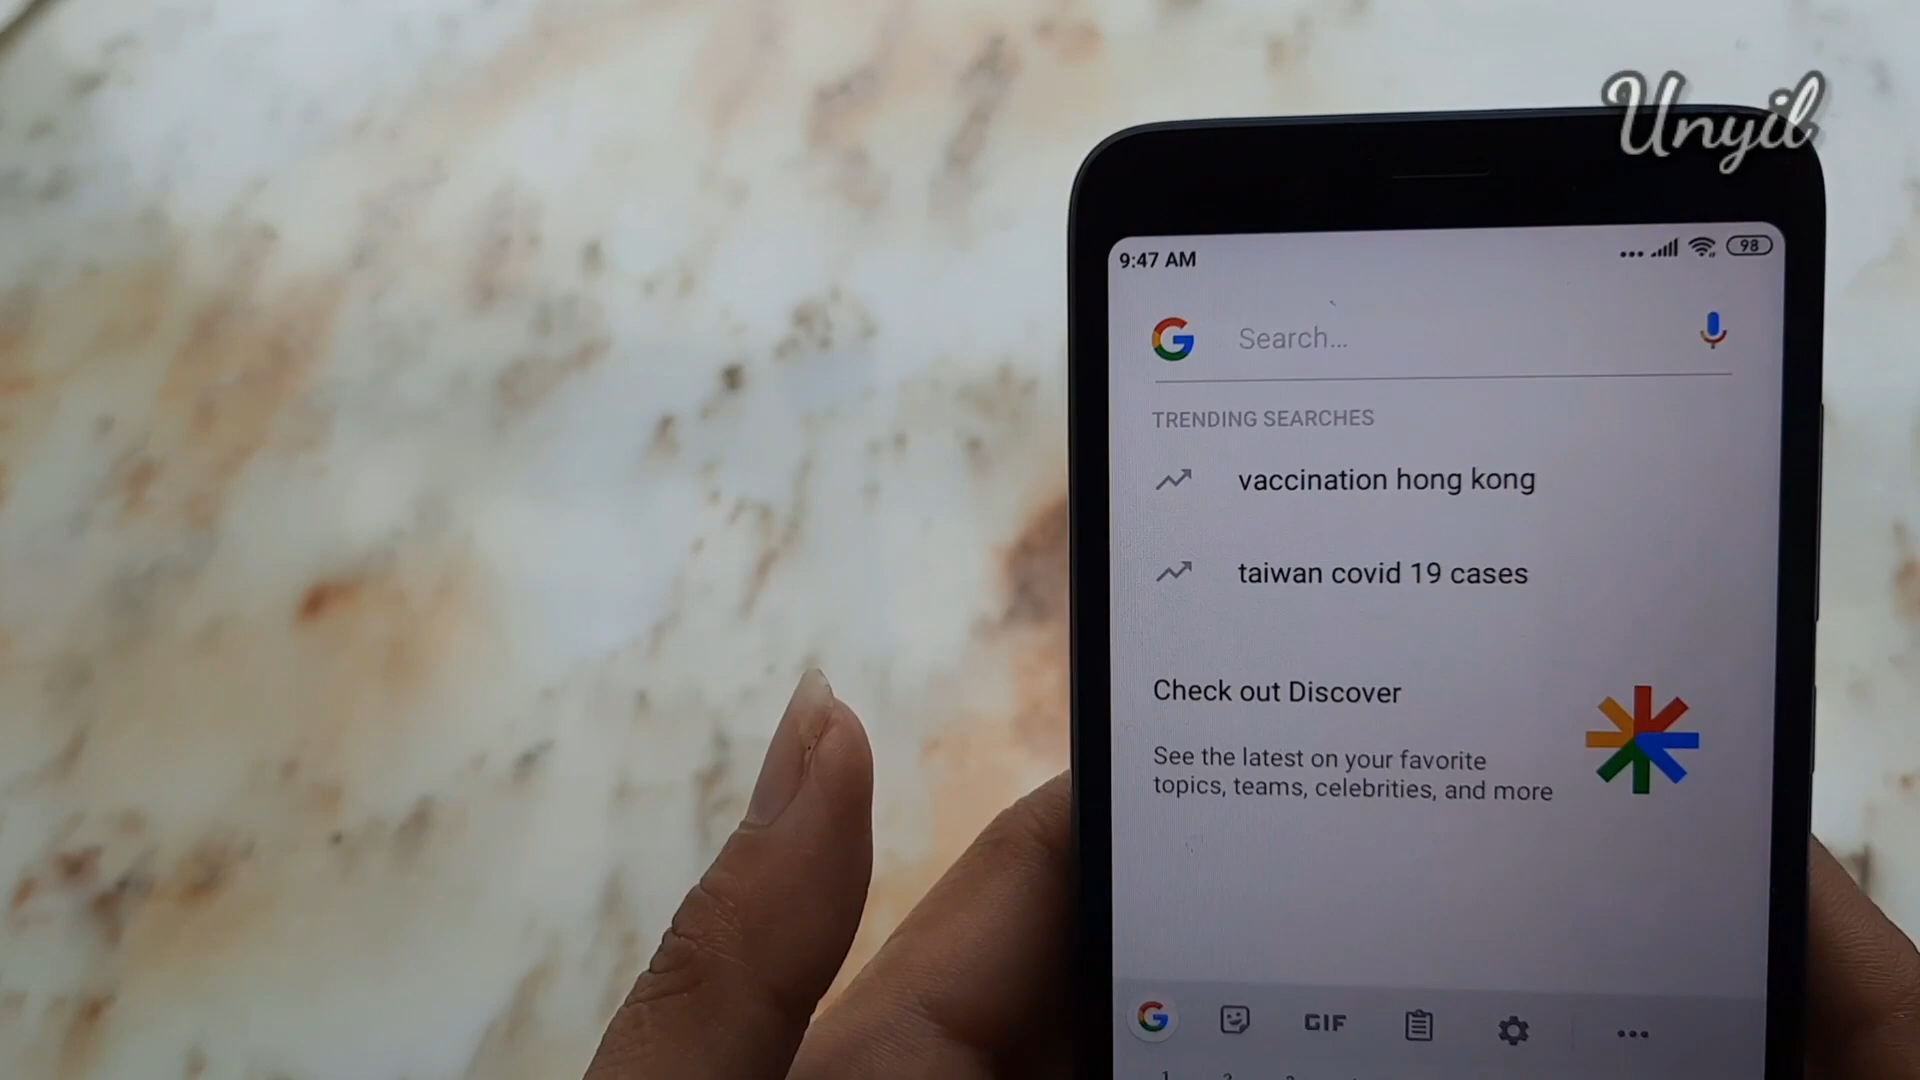 Unyil
9:47 AM
98
Search...
TRENDING SEARCHES
vaccination hong kong
taiwan covid 19 cases
Check out Discover
See the latest on your favorite
topics, teams, celebrities, and more
GIF